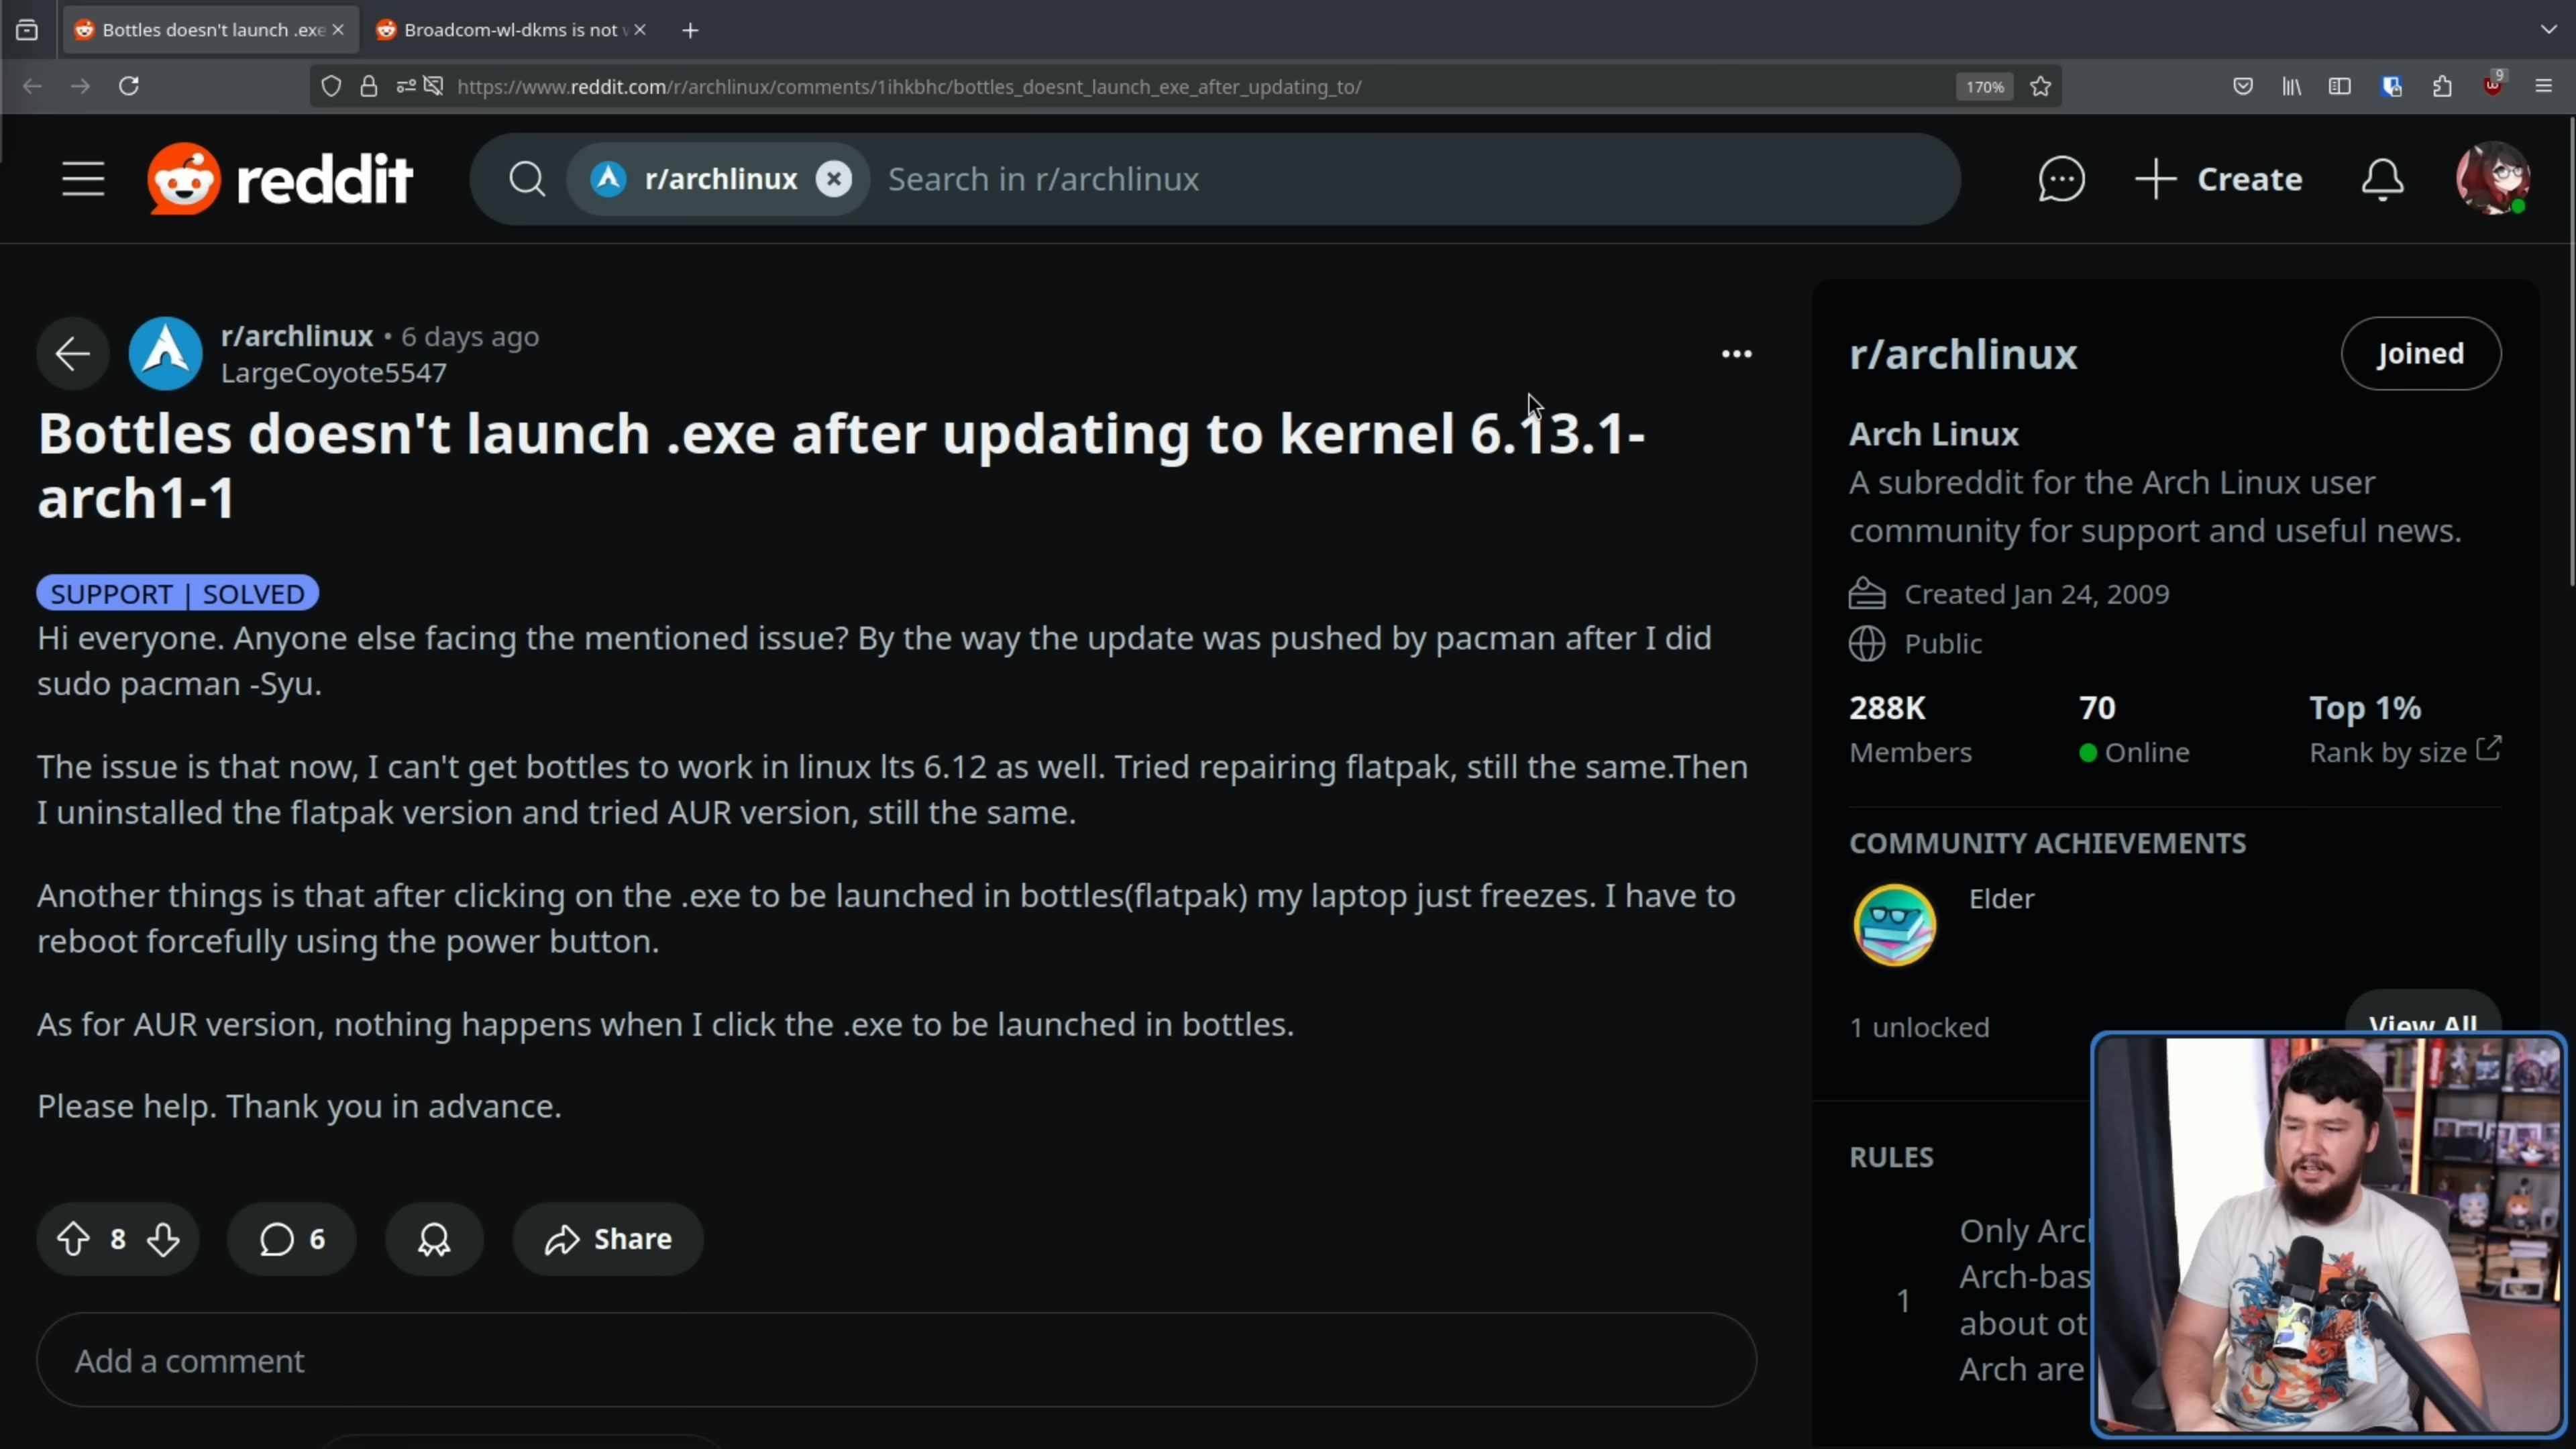 Bottles doesn't launch .exe
Broadcom-wl-dkms is not
https://www.reddit.com/r/archlinux/comments/1ihkbhc/bottles_doesnt_launch_exe_after_updating_to/
170%
9
reddit
r/archlinux
Search in r/archlinux
Create
r/archlinux • 6 days ago
LargeCoyote5547
Bottles doesn't launch .exe after updating to kernel 6.13.1-
arch1-1
SUPPORT | SOLVED
Hi everyone. Anyone else facing the mentioned issue? By the way the update was pushed by pacman after I did
sudo pacman -Syu.
The issue is that now, I can't get bottles to work in linux lts 6.12 as well. Tried repairing flatpak, still the same.Then
I uninstalled the flatpak version and tried AUR version, still the same.
Another things is that after clicking on the .exe to be launched in bottles(flatpak) my laptop just freezes. I have to
reboot forcefully using the power button.
As for AUR version, nothing happens when I click the .exe to be launched in bottles.
Please help. Thank you in advance.
8
6
Share
Add a comment
r/archlinux
Joined
Arch Linux
A subreddit for the Arch Linux user
community for support and useful news.
Created Jan 24, 2009
Public
288K
70
Top 1%
Members
Online
Rank by size
COMMUNITY ACHIEVEMENTS
Elder
1 unlocked
View All
RULES
1
Only Arc
Arch-bas
about ot
Arch are